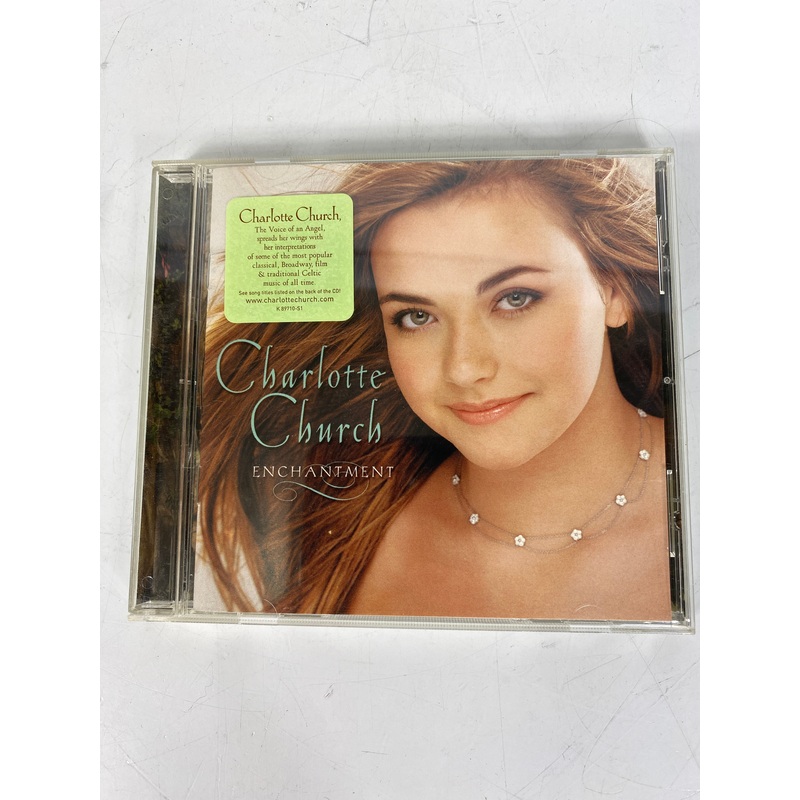 Charlotte Church,
The Voice of an Angel,
spreads her wings with
her interpretations
of some of the most popular
classical, Broadway, film
& traditional Celtic
music of all time.
See song titles listed on the back of the CD!
www.charlottechurch.com
K 89710-S1
Charlotte
Church
ENCHANTMENT